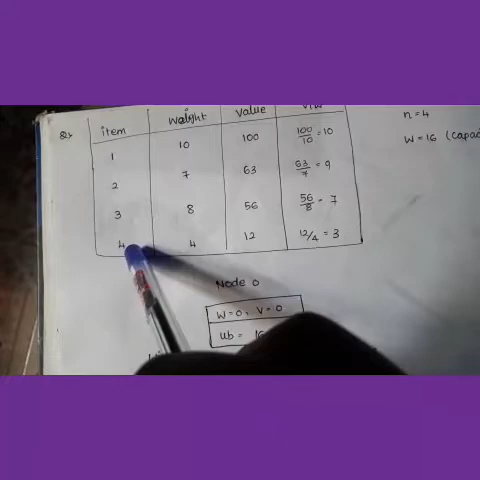 Q1:
item weight value V/W
1 10 100 100/10 = 10
2 7 63 63/7 = 9
3 8 56 56/8 = 7
4 4 12 12/4 = 3
n = 4
W = 16
Node 0
W = 0, V = 0
Ub =